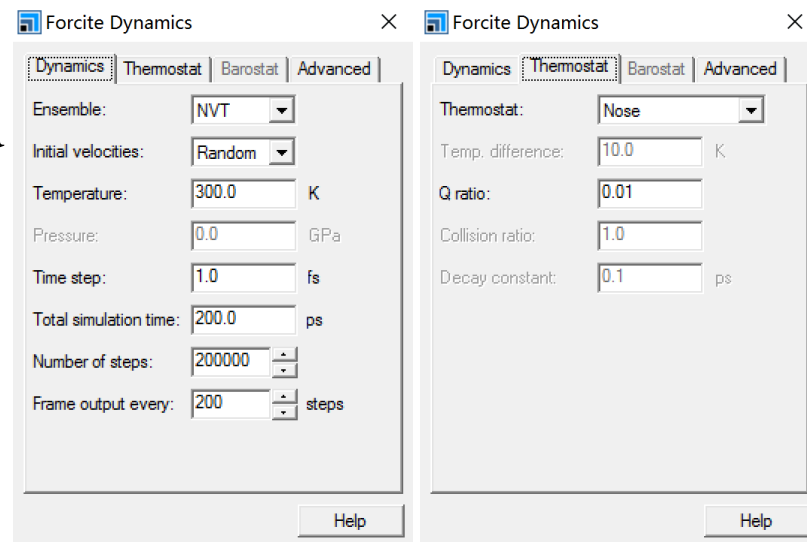 Forcite Dynamics
Dynamics Thermostat Barostat Advanced
Ensemble: NVT
Initial velocities: Random
Temperature: 300.0 K
Pressure: 0.0 GPa
Time step: 1.0 fs
Total simulation time: 200.0 ps
Number of steps: 200000
Frame output every: 200 steps
Help
Forcite Dynamics
Dynamics Thermostat Barostat Advanced
Thermostat: Nose
Temp. difference: 10.0 K
Q ratio: 0.01
Collision ratio: 1.0
Decay constant: 0.1 ps
Help